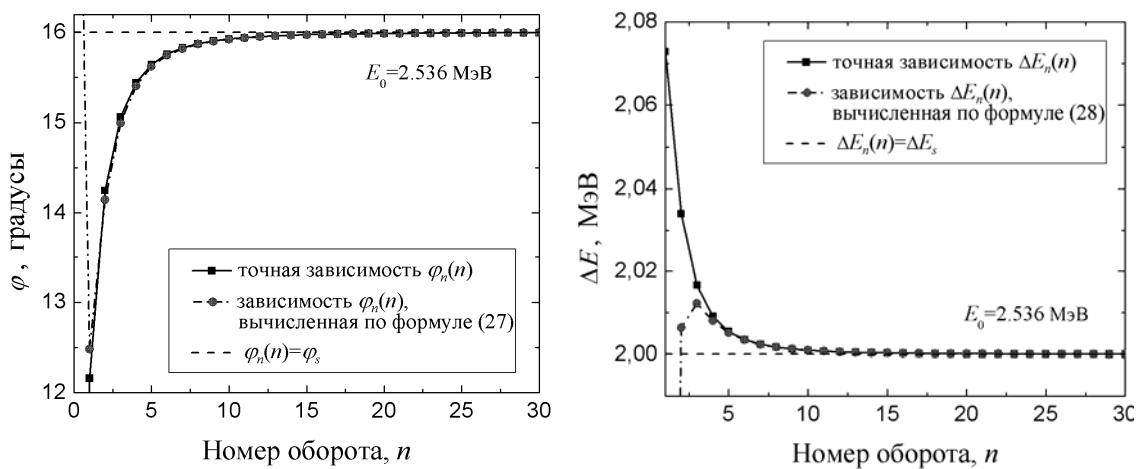 16
15
14
13
12
φ, градусы
E₀=2.536 МэВ
точная зависимость φₙ(n)
зависимость φₙ(n),
вычисленная по формуле (27)
φₙ(n)=φₛ
0 5 10 15 20 25 30
Номер оборота, n
2,08
2,06
2,04
2,02
2,00
ΔE, МэВ
точная зависимость ΔEₙ(n)
зависимость ΔEₙ(n),
вычисленная по формуле (28)
ΔEₙ(n)=ΔEₛ
E₀=2.536 МэВ
5 10 15 20 25 30
Номер оборота, n